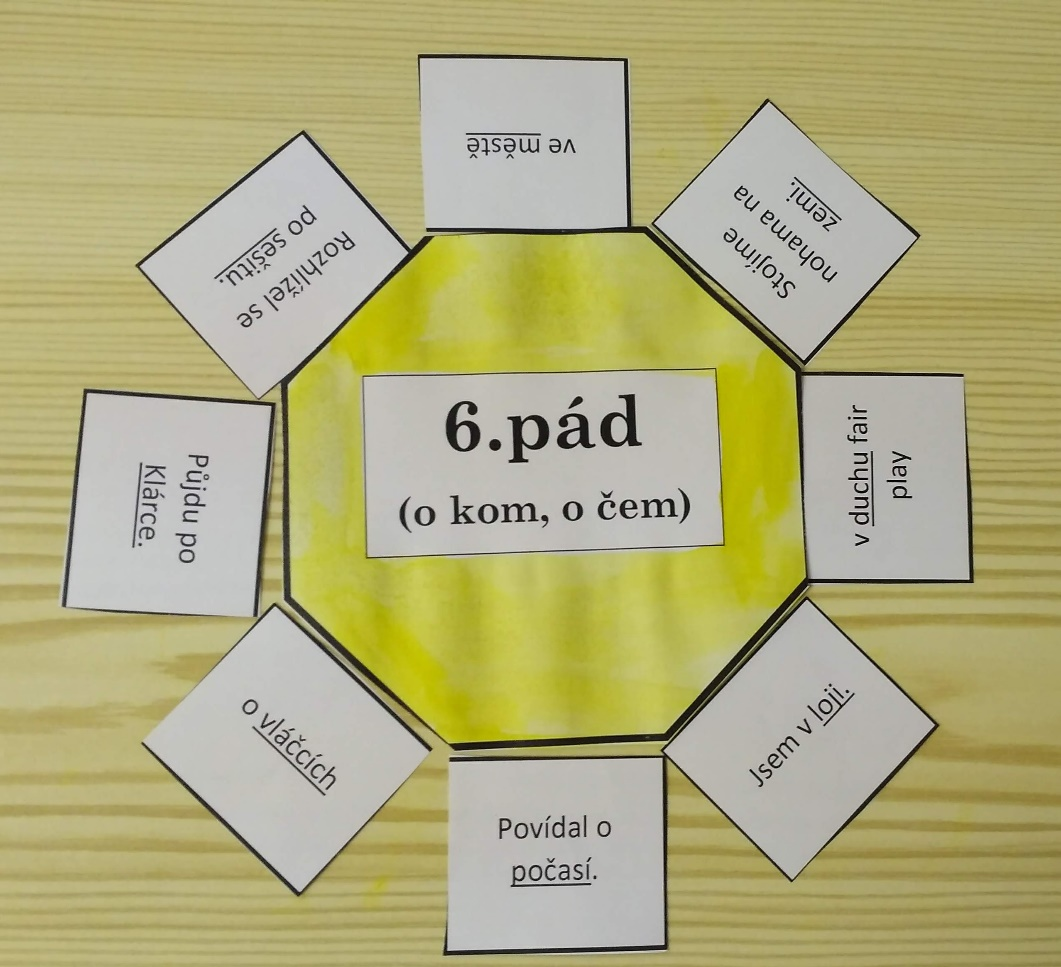 6.pád
(o kom, o čem)
ve městě
Stojíme
nohama na
zemi.
v duchu fair
play
Jsem v loji.
Povídal o
počasí.
o vláčcích
Půjdu po
Klárce.
Rozhlížel se
po sešitu.